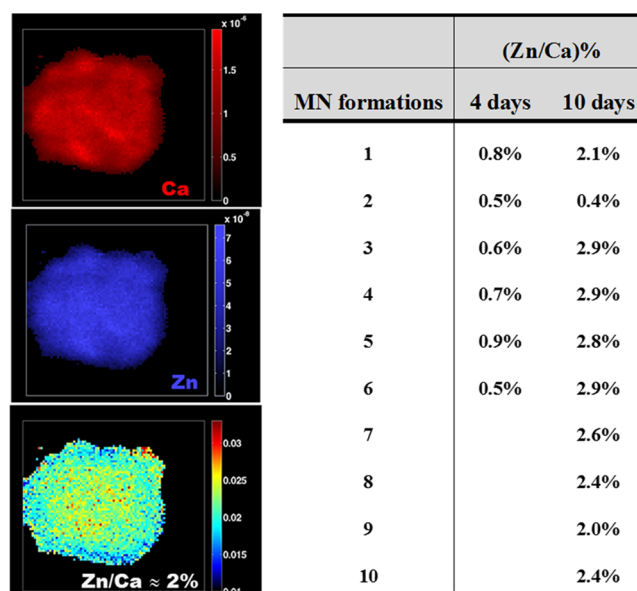 x 10⁻⁶
1.5
1
0.5
0
Ca
x 10⁻⁸
7
6
5
4
3
2
1
0
Zn
0.03
0.02
0.01
Zn/Ca ≈ 2%
(Zn/Ca)%
MN formations 4 days 10 days
1 0.8% 2.1%
2 0.5% 0.4%
3 0.6% 2.9%
4 0.7% 2.9%
5 0.9% 2.8%
6 0.5% 2.9%
7 2.6%
8 2.4%
9 2.0%
10 2.4%